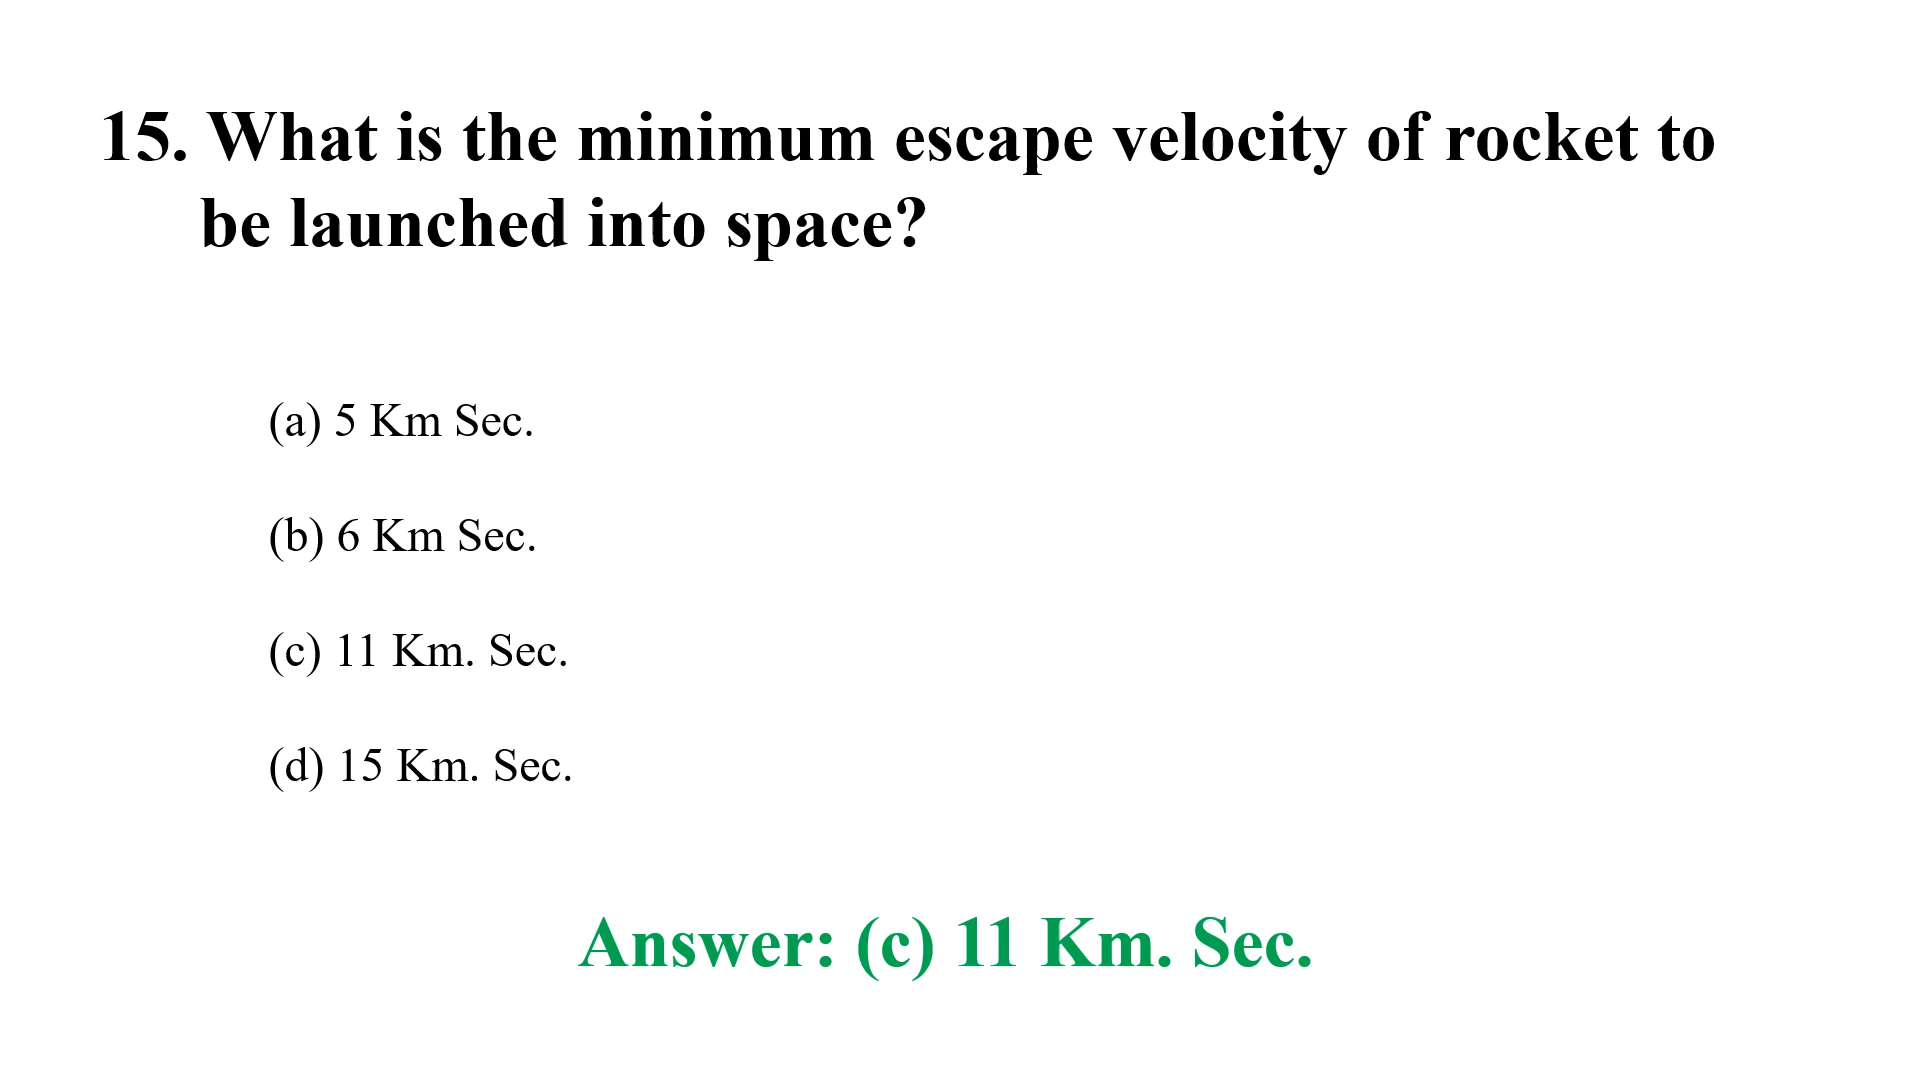 15. What is the minimum escape velocity of rocket to
be launched into space?
(a) 5 Km Sec.
(b) 6 Km Sec.
(c) 11 Km. Sec.
(d) 15 Km. Sec.
Answer: (c) 11 Km. Sec.